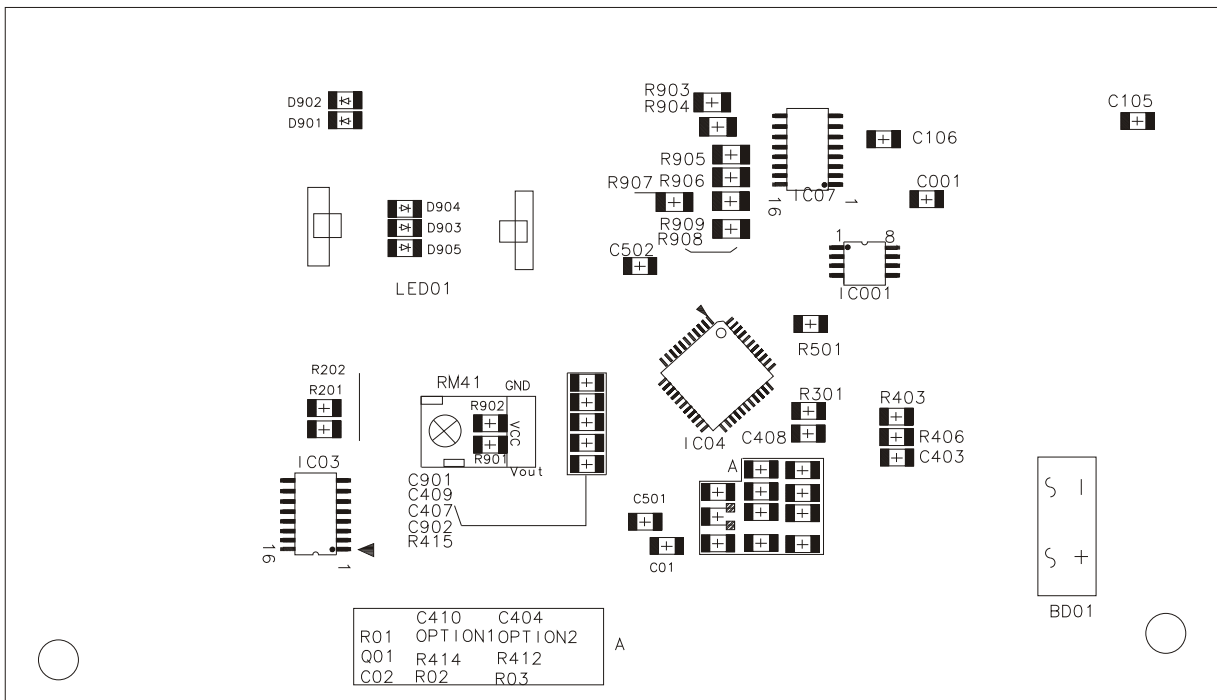 R903
R904
D902
D901
C105
C106
R905
R907 R906
C001
16 IC07 1
D904
D903
D905
R909
R908
C502
1 8
IC001
LED01
R501
R202
R201
RM41 GND
R902
VCC
R901
Vout
R301
R403
IC04 C408
R406
C403
IC03
A
C901
C409
C407
C902
R415
16 1
C501
C01
S -
S +
BD01
C410 C404
R01 OPTION1 OPTION2
Q01 R414 R412
C02 R02 R03
A